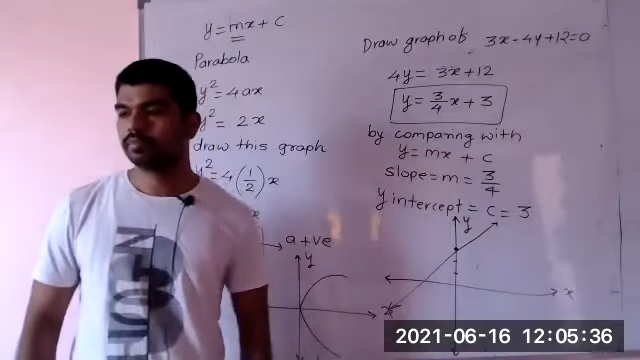 y = mx + c
Parabola
y² = 4ax
y² = 2x
draw this graph
y² = 4(1/2)x
x
→ a +ve
y
Draw graph of 3x - 4y + 12 = 0
4y = 3x + 12
y = 3/4 x + 3
by comparing with
y = mx + c
slope = m = 3/4
y intercept = c = 3
y
x
2021-06-16 12:05:36